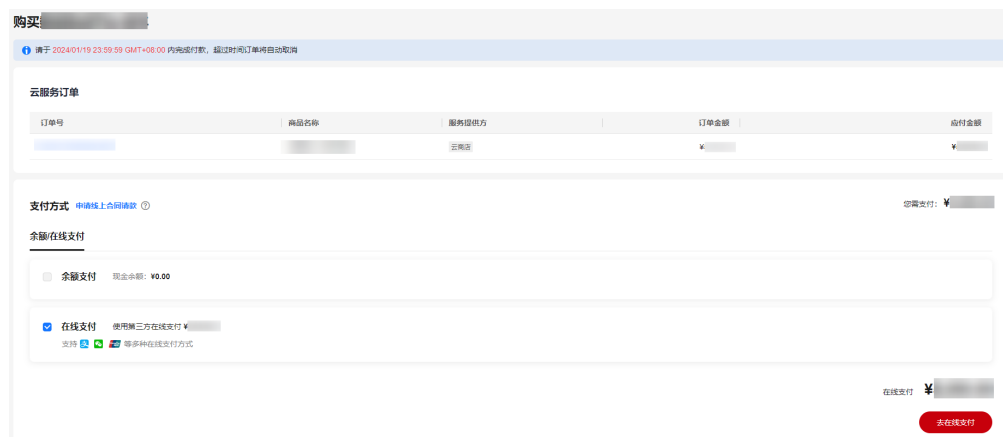 购买
请于 2024/01/19 23:59:59 GMT+08:00 内完成付款，超过时间订单将自动取消
云服务订单
订单号 商品名称 服务提供方 订单金额 应付金额
云商店 ¥ ¥
支付方式 申请线上合同请款 您需支付：¥
余额/在线支付
余额支付 现金余额：¥0.00
在线支付 使用第三方在线支付 ¥
支持 等多种在线支付方式
在线支付 ¥
去在线支付